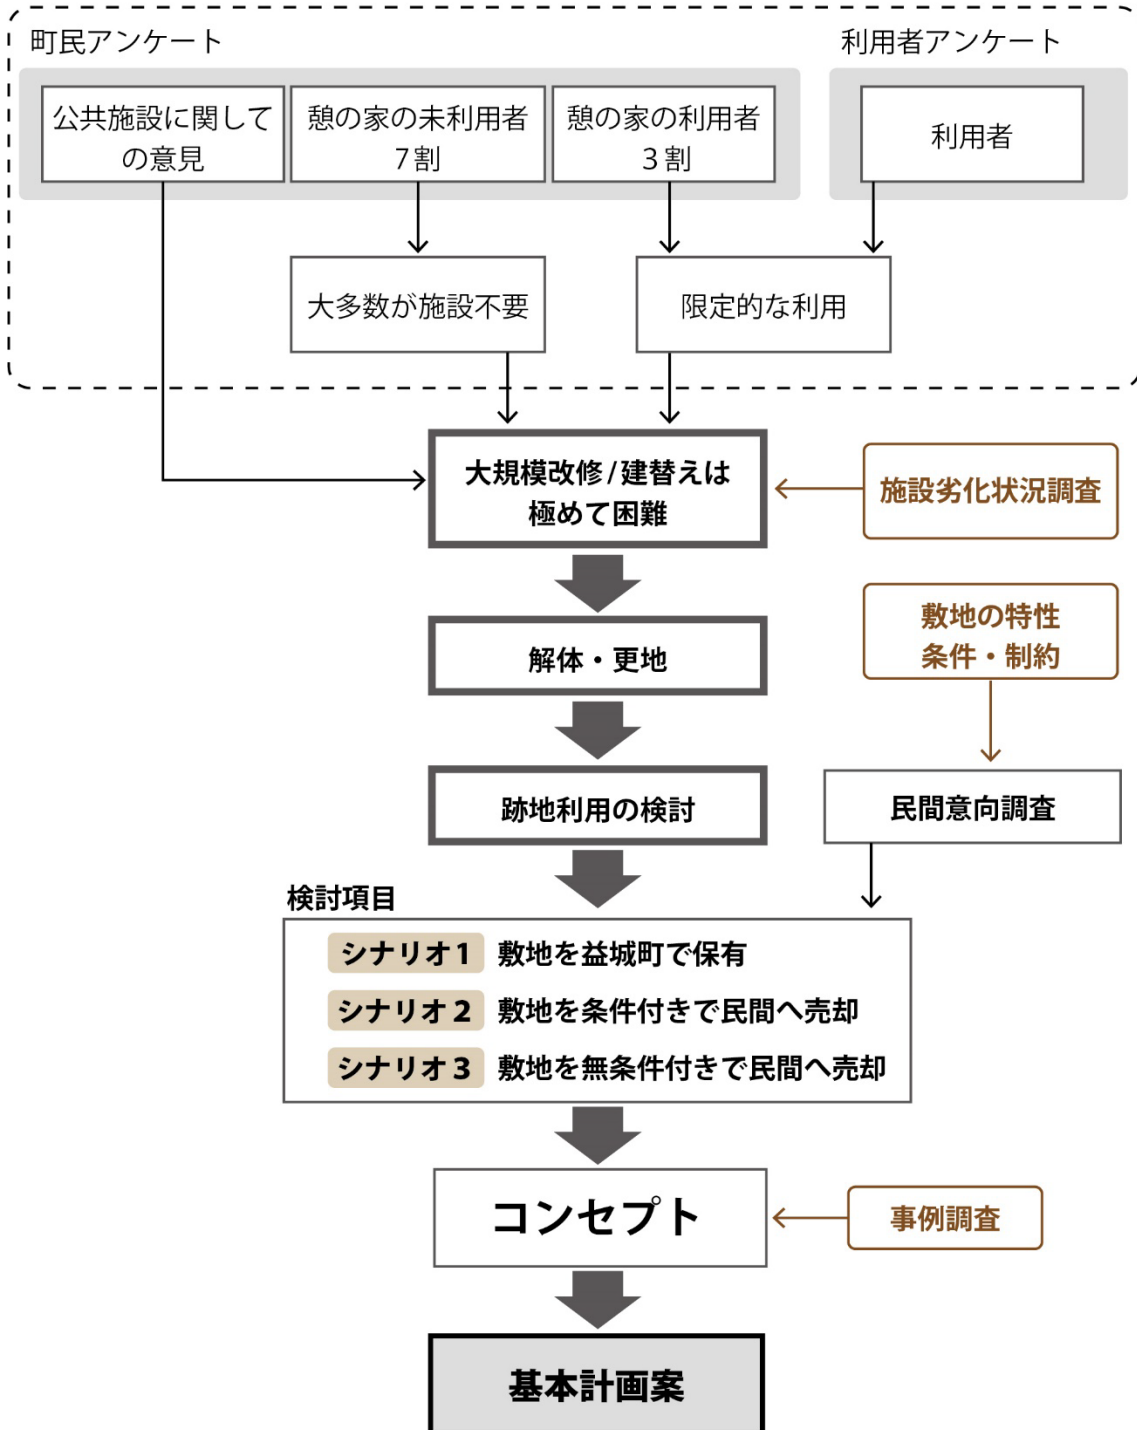 町民アンケート
利用者アンケート
公共施設に関して
の意見
憩の家の未利用者
7割
憩の家の利用者
3割
利用者
大多数が施設不要
限定的な利用
大規模改修/建替えは
極めて困難
施設劣化状況調査
敷地の特性
条件・制約
解体・更地
跡地利用の検討
民間意向調査
検討項目
シナリオ1 敷地を益城町で保有
シナリオ2 敷地を条件付きで民間へ売却
シナリオ3 敷地を無条件付きで民間へ売却
コンセプト
事例調査
基本計画案